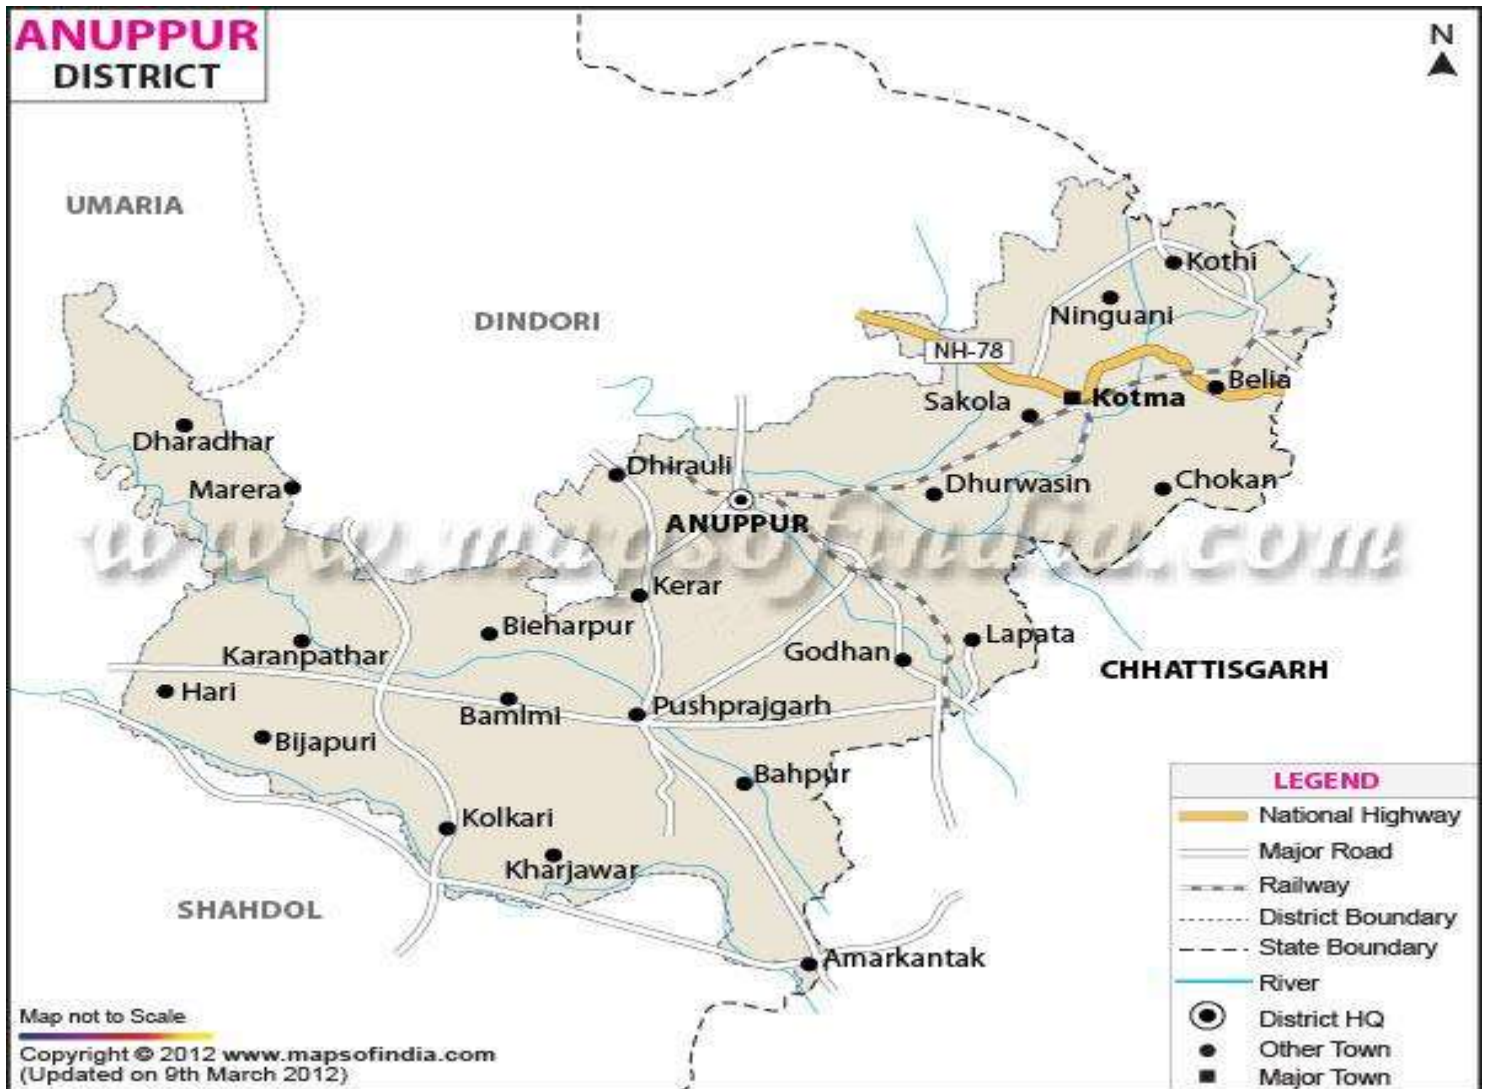 ANUPPUR
DISTRICT
N
UMARIA
DINDORI
Kothi
Ninguani
NH-78
Belia
Kotma
Sakola
Dharadhar
Dhirauli
Marera
Dhurwasin
Chokan
ANUPPUR
www.mapsofindia.com
Kerar
Bieharpur
Lapata
Karanpathar
Godhan
CHHATTISGARH
Hari
Bamlmi
Pushprajgarh
Bijapuri
Bahpur
Kolkari
Kharjawar
SHAHDOL
Amarkantak
LEGEND
National Highway
Major Road
Railway
District Boundary
State Boundary
River
District HQ
Other Town
Major Town
Map not to Scale
Copyright © 2012 www.mapsofindia.com
(Updated on 9th March 2012)